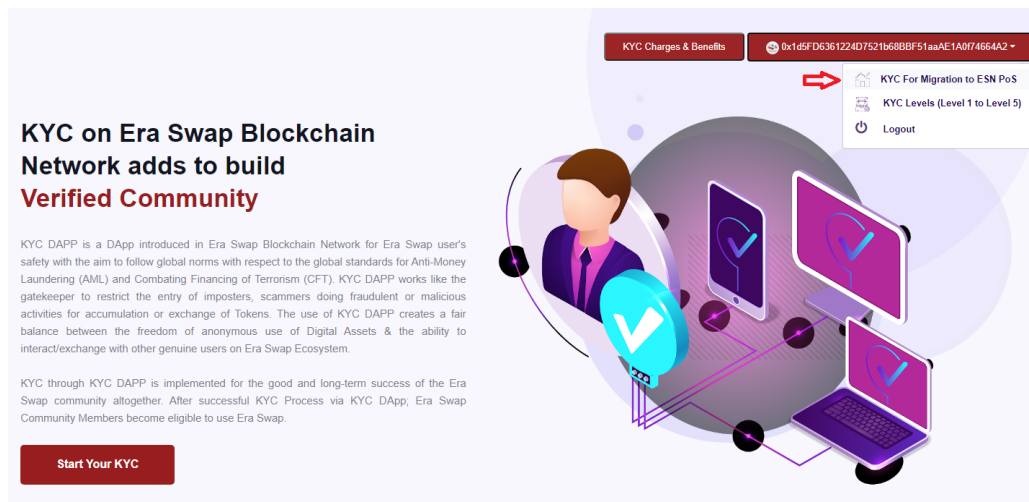 KYC Charges & Benefits
0x1d5FD6361224D7521b68BBF51aaAE1A0f74664A2
KYC For Migration to ESN PoS
KYC Levels (Level 1 to Level 5)
Logout
KYC on Era Swap Blockchain
Network adds to build
Verified Community
KYC DAPP is a DApp introduced in Era Swap Blockchain Network for Era Swap user's
safety with the aim to follow global norms with respect to the global standards for Anti-Money
Laundering (AML) and Combating Financing of Terrorism (CFT). KYC DAPP works like the
gatekeeper to restrict the entry of imposters, scammers doing fraudulent or malicious
activities for accumulation or exchange of Tokens. The use of KYC DAPP creates a fair
balance between the freedom of anonymous use of Digital Assets & the ability to
interact/exchange with other genuine users on Era Swap Ecosystem.
KYC through KYC DAPP is implemented for the good and long-term success of the Era
Swap community altogether. After successful KYC Process via KYC DApp; Era Swap
Community Members become eligible to use Era Swap.
Start Your KYC